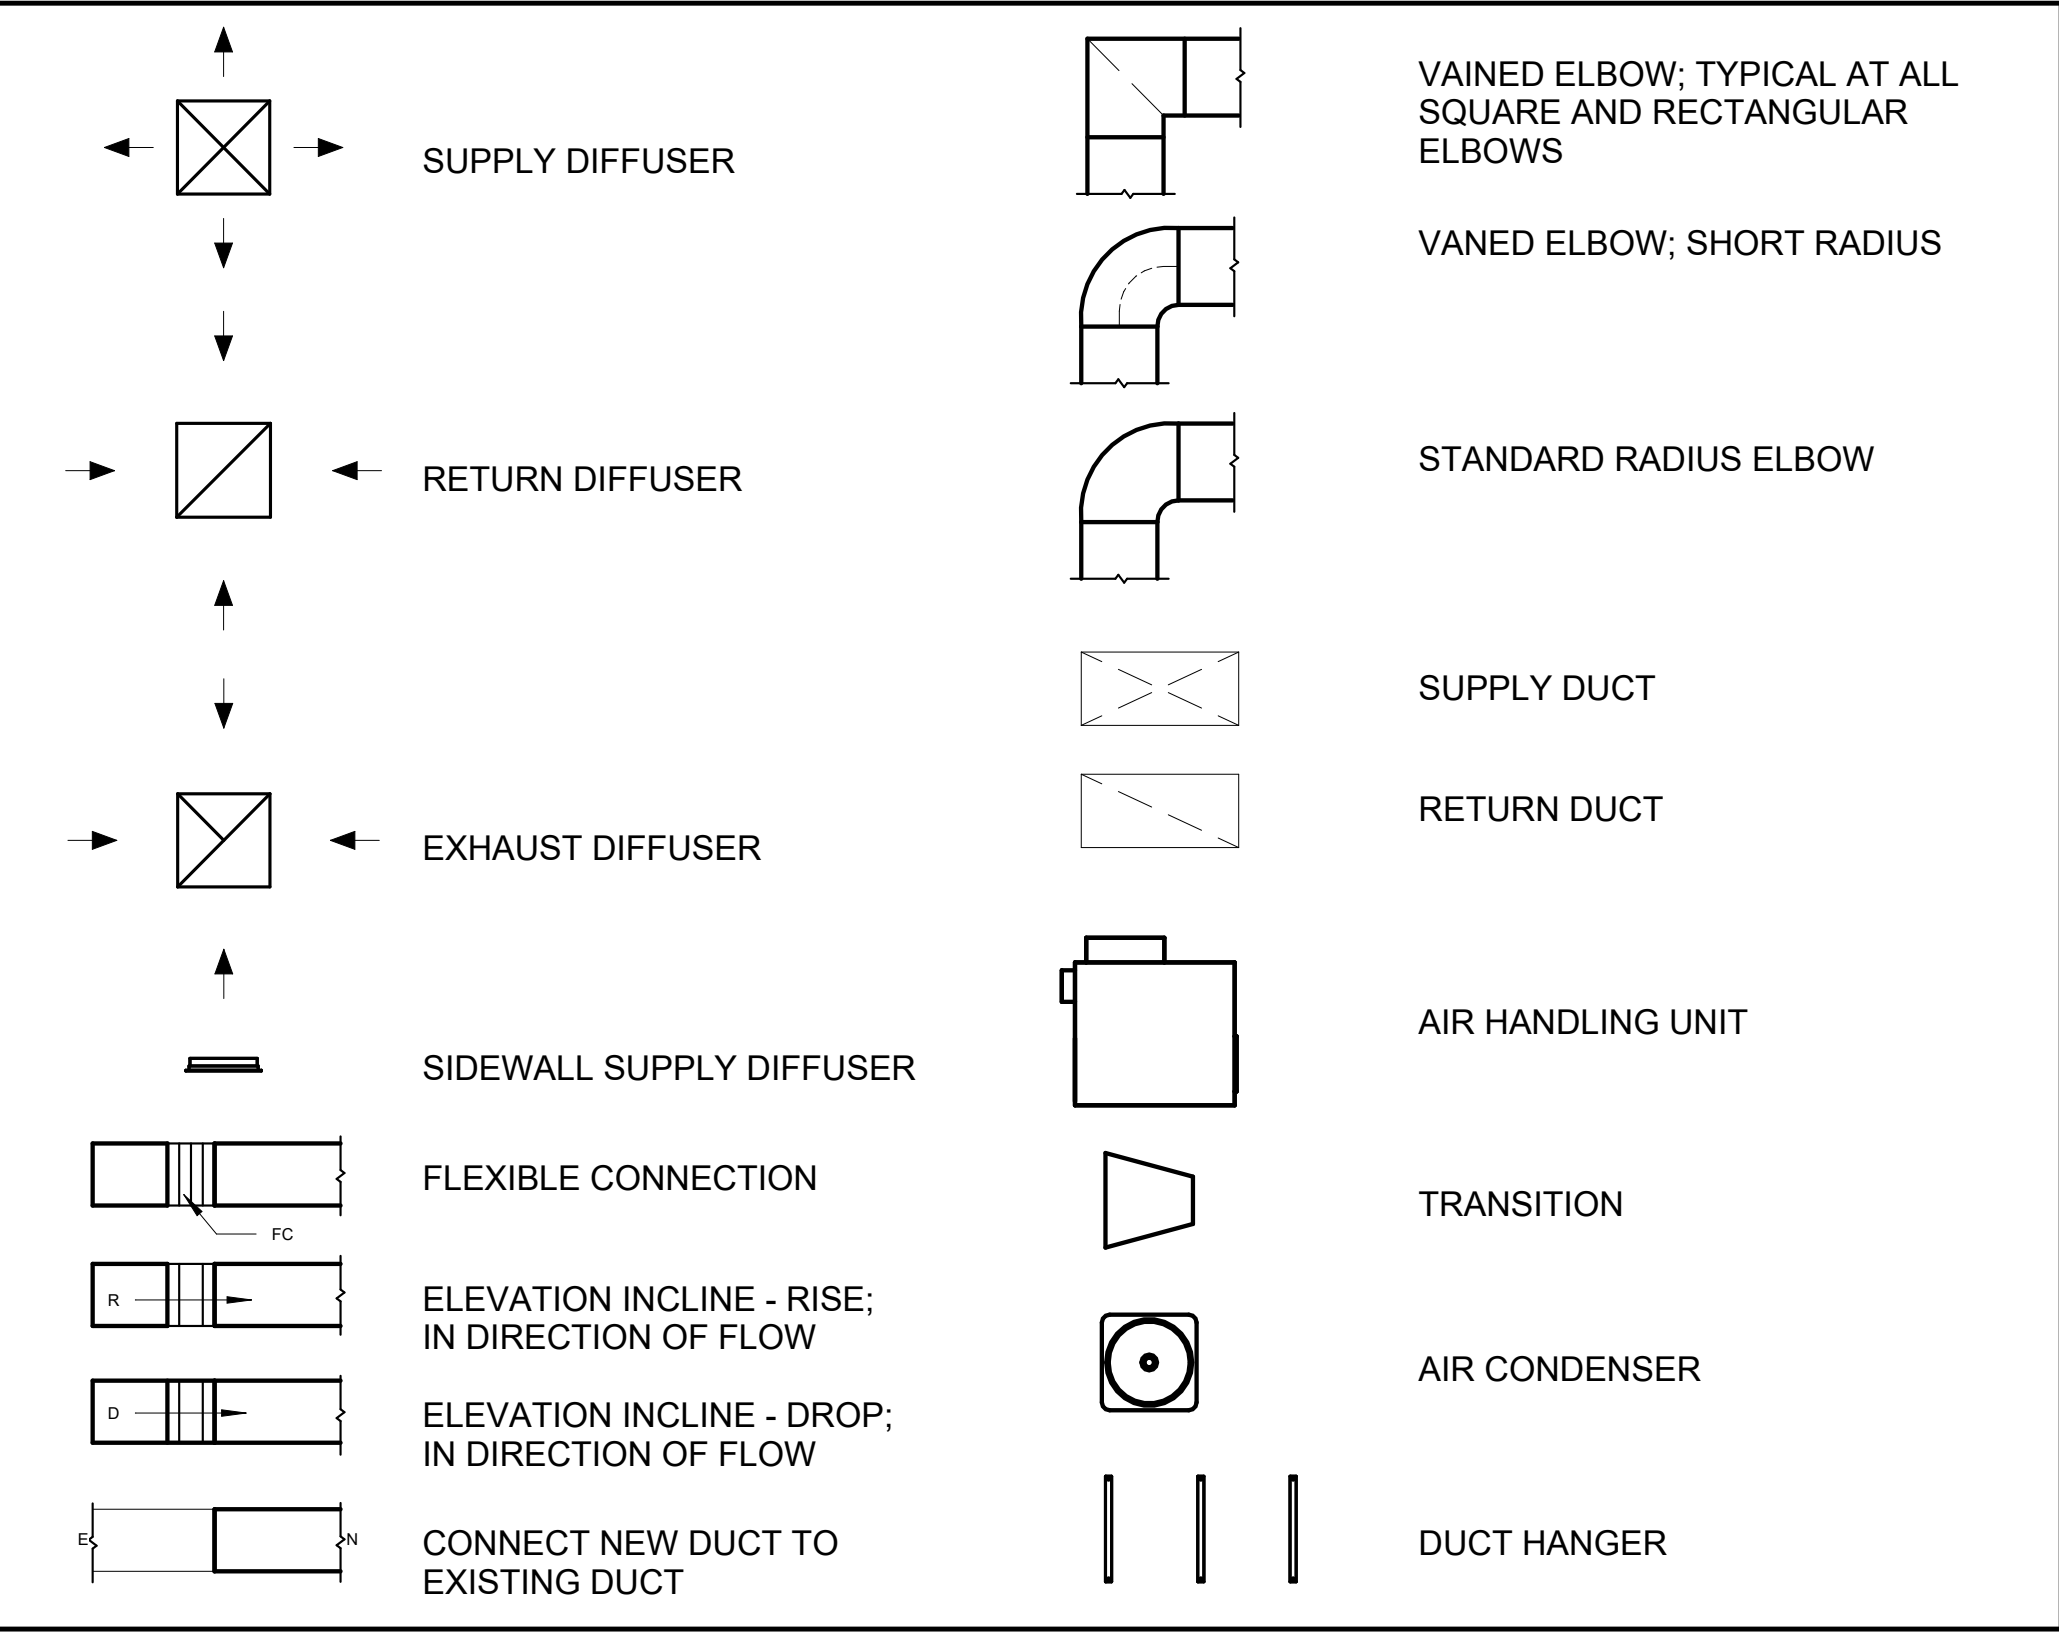 SUPPLY DIFFUSER
RETURN DIFFUSER
EXHAUST DIFFUSER
SIDEWALL SUPPLY DIFFUSER
FLEXIBLE CONNECTION
FC
R
ELEVATION INCLINE - RISE;
IN DIRECTION OF FLOW
D
ELEVATION INCLINE - DROP;
IN DIRECTION OF FLOW
E
N
CONNECT NEW DUCT TO
EXISTING DUCT
VAINED ELBOW; TYPICAL AT ALL
SQUARE AND RECTANGULAR
ELBOWS
VANED ELBOW; SHORT RADIUS
STANDARD RADIUS ELBOW
SUPPLY DUCT
RETURN DUCT
AIR HANDLING UNIT
TRANSITION
AIR CONDENSER
DUCT HANGER